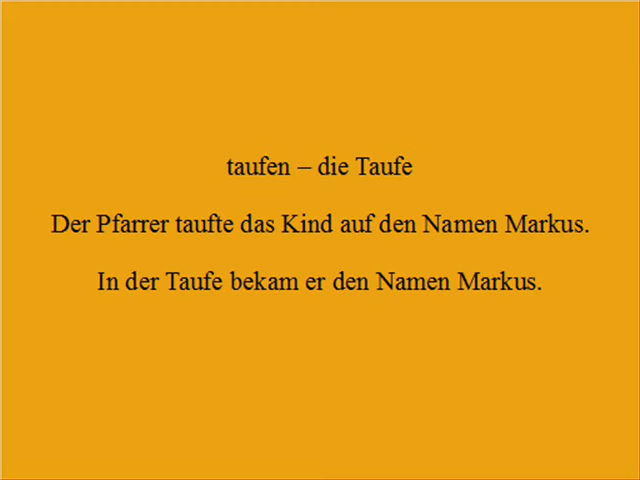 taufen – die Taufe
Der Pfarrer taufte das Kind auf den Namen Markus.
In der Taufe bekam er den Namen Markus.